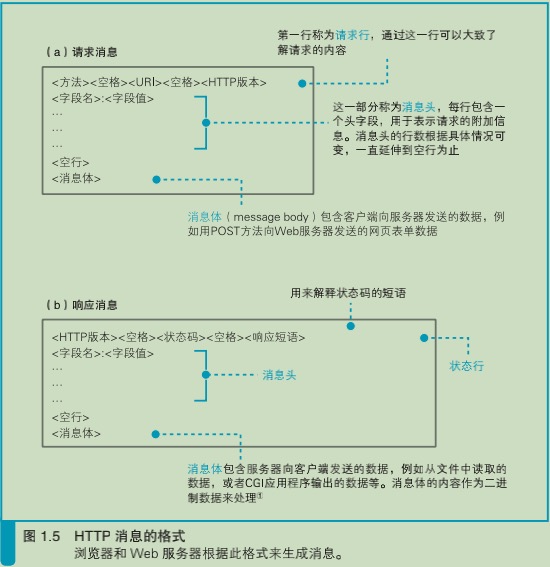 第一行称为请求行，通过这一行可以大致了
解请求的内容
（a）请求消息
<方法><空格><URI><空格><HTTP版本>
<字段名>:<字段值>
…
…
…
<空行>
<消息体>
这一部分称为消息头，每行包含一
个头字段，用于表示请求的附加信
息。消息头的行数根据具体情况可
变，一直延伸到空行为止
消息体（message body）包含客户端向服务器发送的数据，例
如用POST方法向Web服务器发送的网页表单数据
用来解释状态码的短语
（b）响应消息
<HTTP版本><空格><状态码><空格><响应短语>
<字段名>:<字段值>
…
…
…
<空行>
<消息体>
状态行
消息头
消息体包含服务器向客户端发送的数据，例如从文件中读取的
数据，或者CGI应用程序输出的数据等。消息体的内容作为二进
制数据来处理①
图 1.5 HTTP 消息的格式
浏览器和 Web 服务器根据此格式来生成消息。